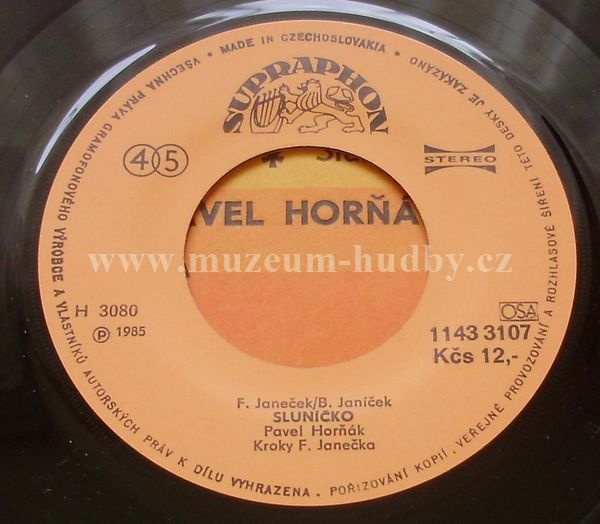 VŠECHNA PRÁVA GRAMOFONOVÉHO VÝROBCE A VLASTNÍKŮ AUTORSKÝCH PRÁV K DÍLU VYHRAZENA. POŘIZOVÁNÍ KOPIÍ, VEŘEJNÉ PROVOZOVÁNÍ A ROZHLASOVÉ ŠÍŘENÍ TÉTO DESKY JE ZAKÁZÁNO
• MADE IN CZECHOSLOVAKIA •
SUPRAPHON
45
STEREO
PAVEL HORŇÁ
www.muzeum-hudby.cz
H 3080
Ⓟ 1985
OSA
1143 3107
Kčs 12,-
F. Janeček/B. Janíček
SLUNÍČKO
Pavel Horňák
Kroky F. Janečka